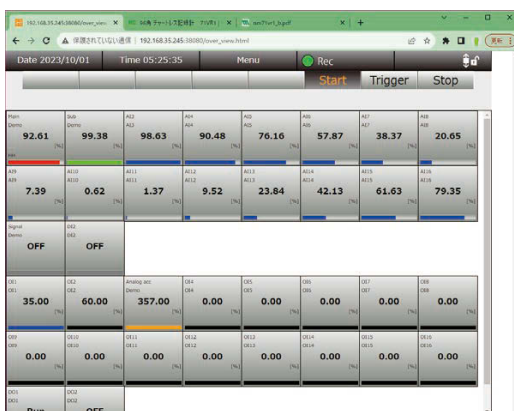 192.168.35.245:38080/over_view
保護されていない通信 | 192.168.35.245:38080/over_view.html
更新
Date 2023/10/01 Time 05:25:35 Menu Rec
Start Trigger Stop
Main Sub AI3 AI4 AI5 AI6 AI7 AI8
Demo Demo AI3 AI4 AI5 AI6 AI7 AI8
92.61 99.38 98.63 90.48 76.16 57.87 38.37 20.65
[%] [%] [%] [%] [%] [%] [%] [%]
AI9 AI10 AI11 AI12 AI13 AI14 AI15 AI16
AI9 AI10 AI11 AI12 AI13 AI14 AI15 AI16
7.39 0.62 1.37 9.52 23.84 42.13 61.63 79.35
[%] [%] [%] [%] [%] [%] [%] [%]
Signal DI2
Demo DI2
OFF OFF
OI1 OI2 Analog acc OI4 OI5 OI6 OI7 OI8
OI1 OI2 Demo OI4 OI5 OI6 OI7 OI8
35.00 60.00 357.00 0.00 0.00 0.00 0.00 0.00
[%] [%] [%] [%] [%] [%] [%] [%]
OI9 OI10 OI11 OI12 OI13 OI14 OI15 OI16
OI9 OI10 OI11 OI12 OI13 OI14 OI15 OI16
0.00 0.00 0.00 0.00 0.00 0.00 0.00 0.00
[%] [%] [%] [%] [%] [%] [%] [%]
DO1 DO2
DO1 DO2
Run OFF